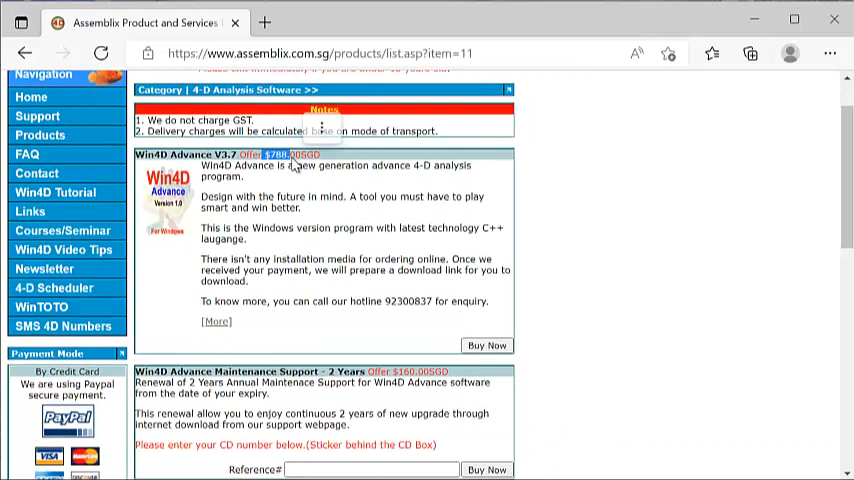 Assemblix Product and Services
https://www.assemblix.com.sg/products/list.asp?item=11
Navigation
Home
Support
Products
FAQ
Contact
Win4D Tutorial
Links
Courses/Seminar
Win4D Video Tips
Newsletter
4-D Scheduler
WinTOTO
SMS 4D Numbers
Payment Mode
By Credit Card
We are using Paypal
secure payment.
PayPal
VISA
MasterCard
Category | 4-D Analysis Software >>
Notes
1. We do not charge GST.
2. Delivery charges will be calculated base on mode of transport.
Win4D Advance V3.7 Offer $788.00SGD
Win4D
Advance
Version 1.0
For Windows
Win4D Advance is a new generation advance 4-D analysis
program.
Design with the future in mind. A tool you must have to play
smart and win better.
This is the Windows version program with latest technology C++
laugange.
There isn't any installation media for ordering online. Once we
received your payment, we will prepare a download link for you to
download.
To know more, you can call our hotline 92300837 for enquiry.
[More]
Buy Now
Win4D Advance Maintenance Support - 2 Years Offer $160.00SGD
Renewal of 2 Years Annual Maintenace Support for Win4D Advance software
from the date of your expiry.
This renewal allow you to enjoy continuous 2 years of new upgrade through
internet download from our support webpage.
Please enter your CD number below.(Sticker behind the CD Box)
Reference#
Buy Now